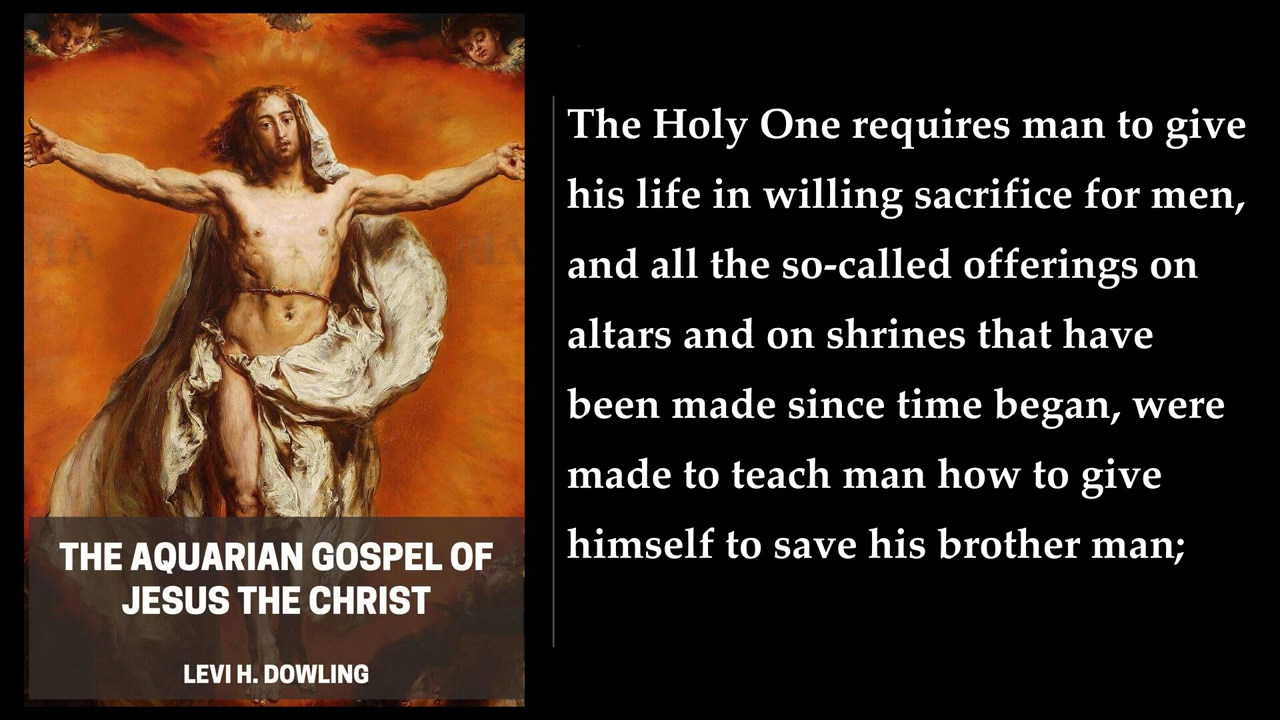 THE AQUARIAN GOSPEL OF
JESUS THE CHRIST
LEVI H. DOWLING
The Holy One requires man to give
his life in willing sacrifice for men,
and all the so-called offerings on
altars and on shrines that have
been made since time began, were
made to teach man how to give
himself to save his brother man;